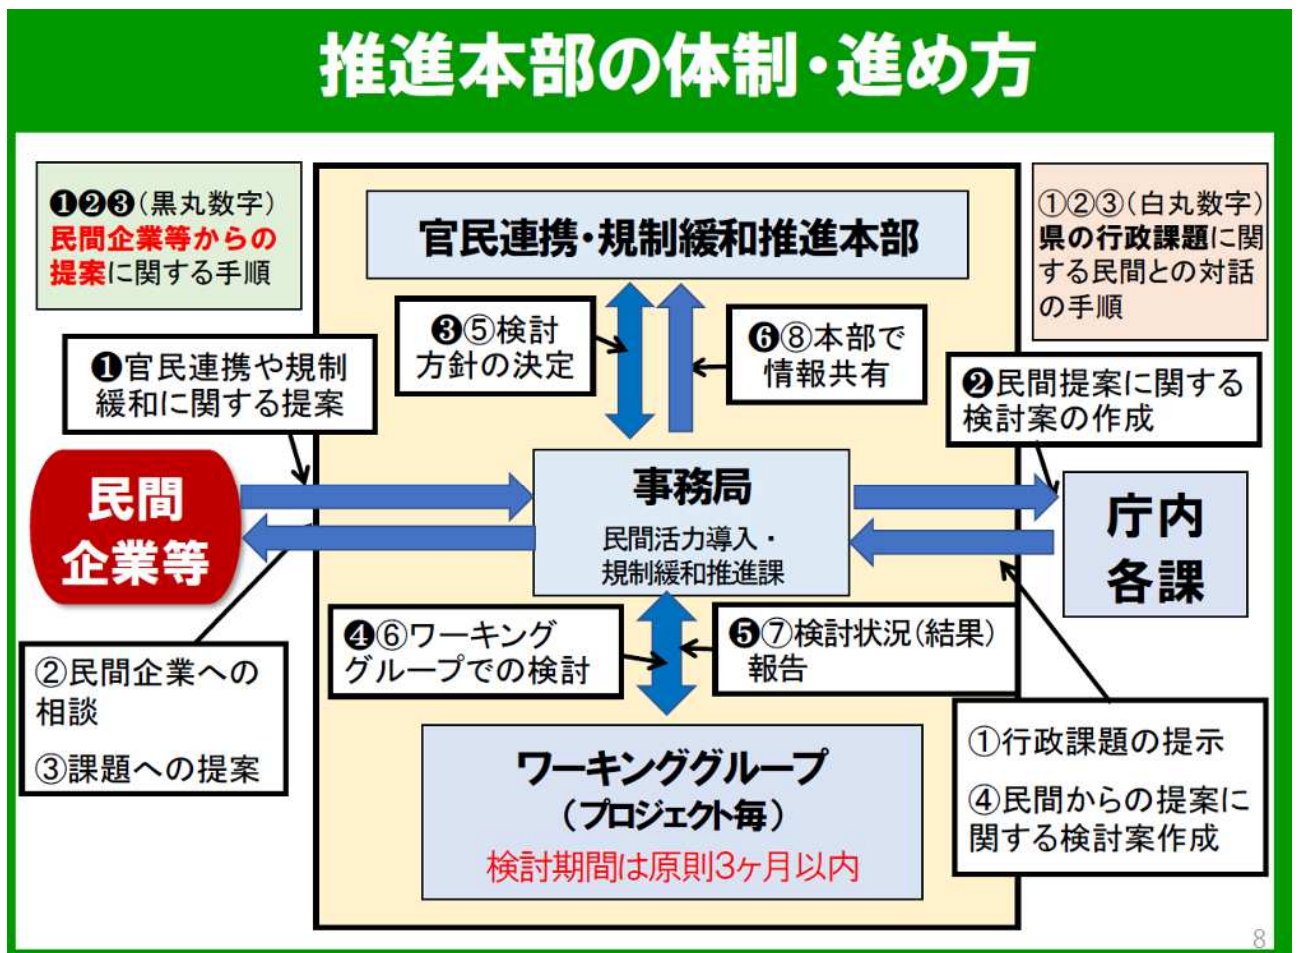 推進本部の体制・進め方
❶❷❸(黒丸数字)
民間企業等からの
提案に関する手順
官民連携・規制緩和推進本部
①②③(白丸数字)
県の行政課題に関
する民間との対話
の手順
❶官民連携や規制
緩和に関する提案
❸⑤検討
方針の決定
❻⑧本部で
情報共有
❷民間提案に関する
検討案の作成
民間
企業等
事務局
民間活力導入・
規制緩和推進課
庁内
各課
②民間企業への
相談
③課題への提案
❹⑥ワーキング
グループでの検討
❺⑦検討状況(結果)
報告
①行政課題の提示
④民間からの提案に
関する検討案作成
ワーキンググループ
(プロジェクト毎)
検討期間は原則3ヶ月以内
8